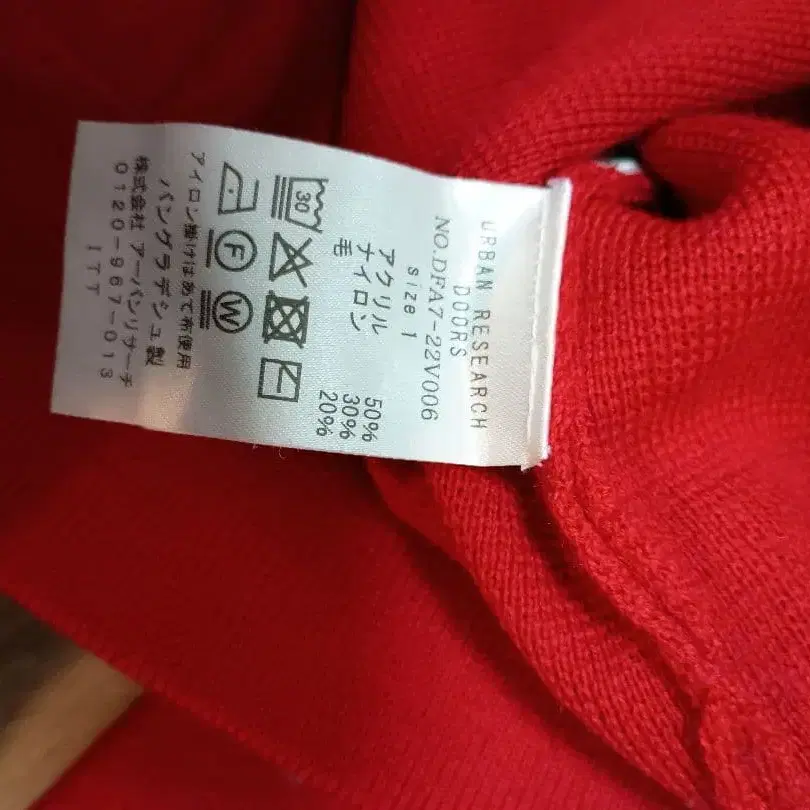 URBAN RESEARCH
DOORS
NO.DFA7-22V006
Size 1
アクリル 50%
ナイロン 30%
毛 20%
30
F W
アイロン掛けはあて布使用
バングラデシュ製
株式会社 アーバンリサーチ
0120-967-013
ITT